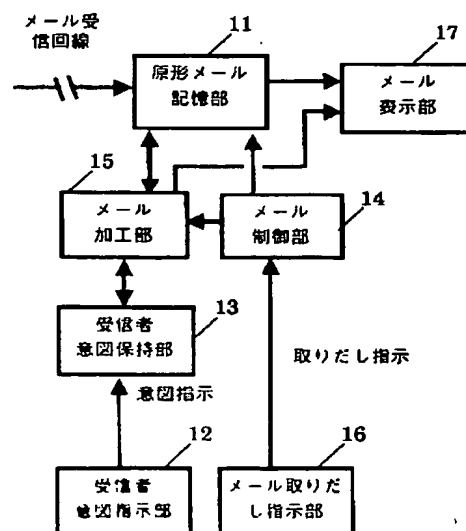 メール受
信回線
11
原形メール
記憶部
17
メール
表示部
15
メール
加工部
メール
制御部
14
受信者
意図保持部
13
取りだし指示
意図指示
12
受信者
意図指示部
16
メール取りだ
し指示部